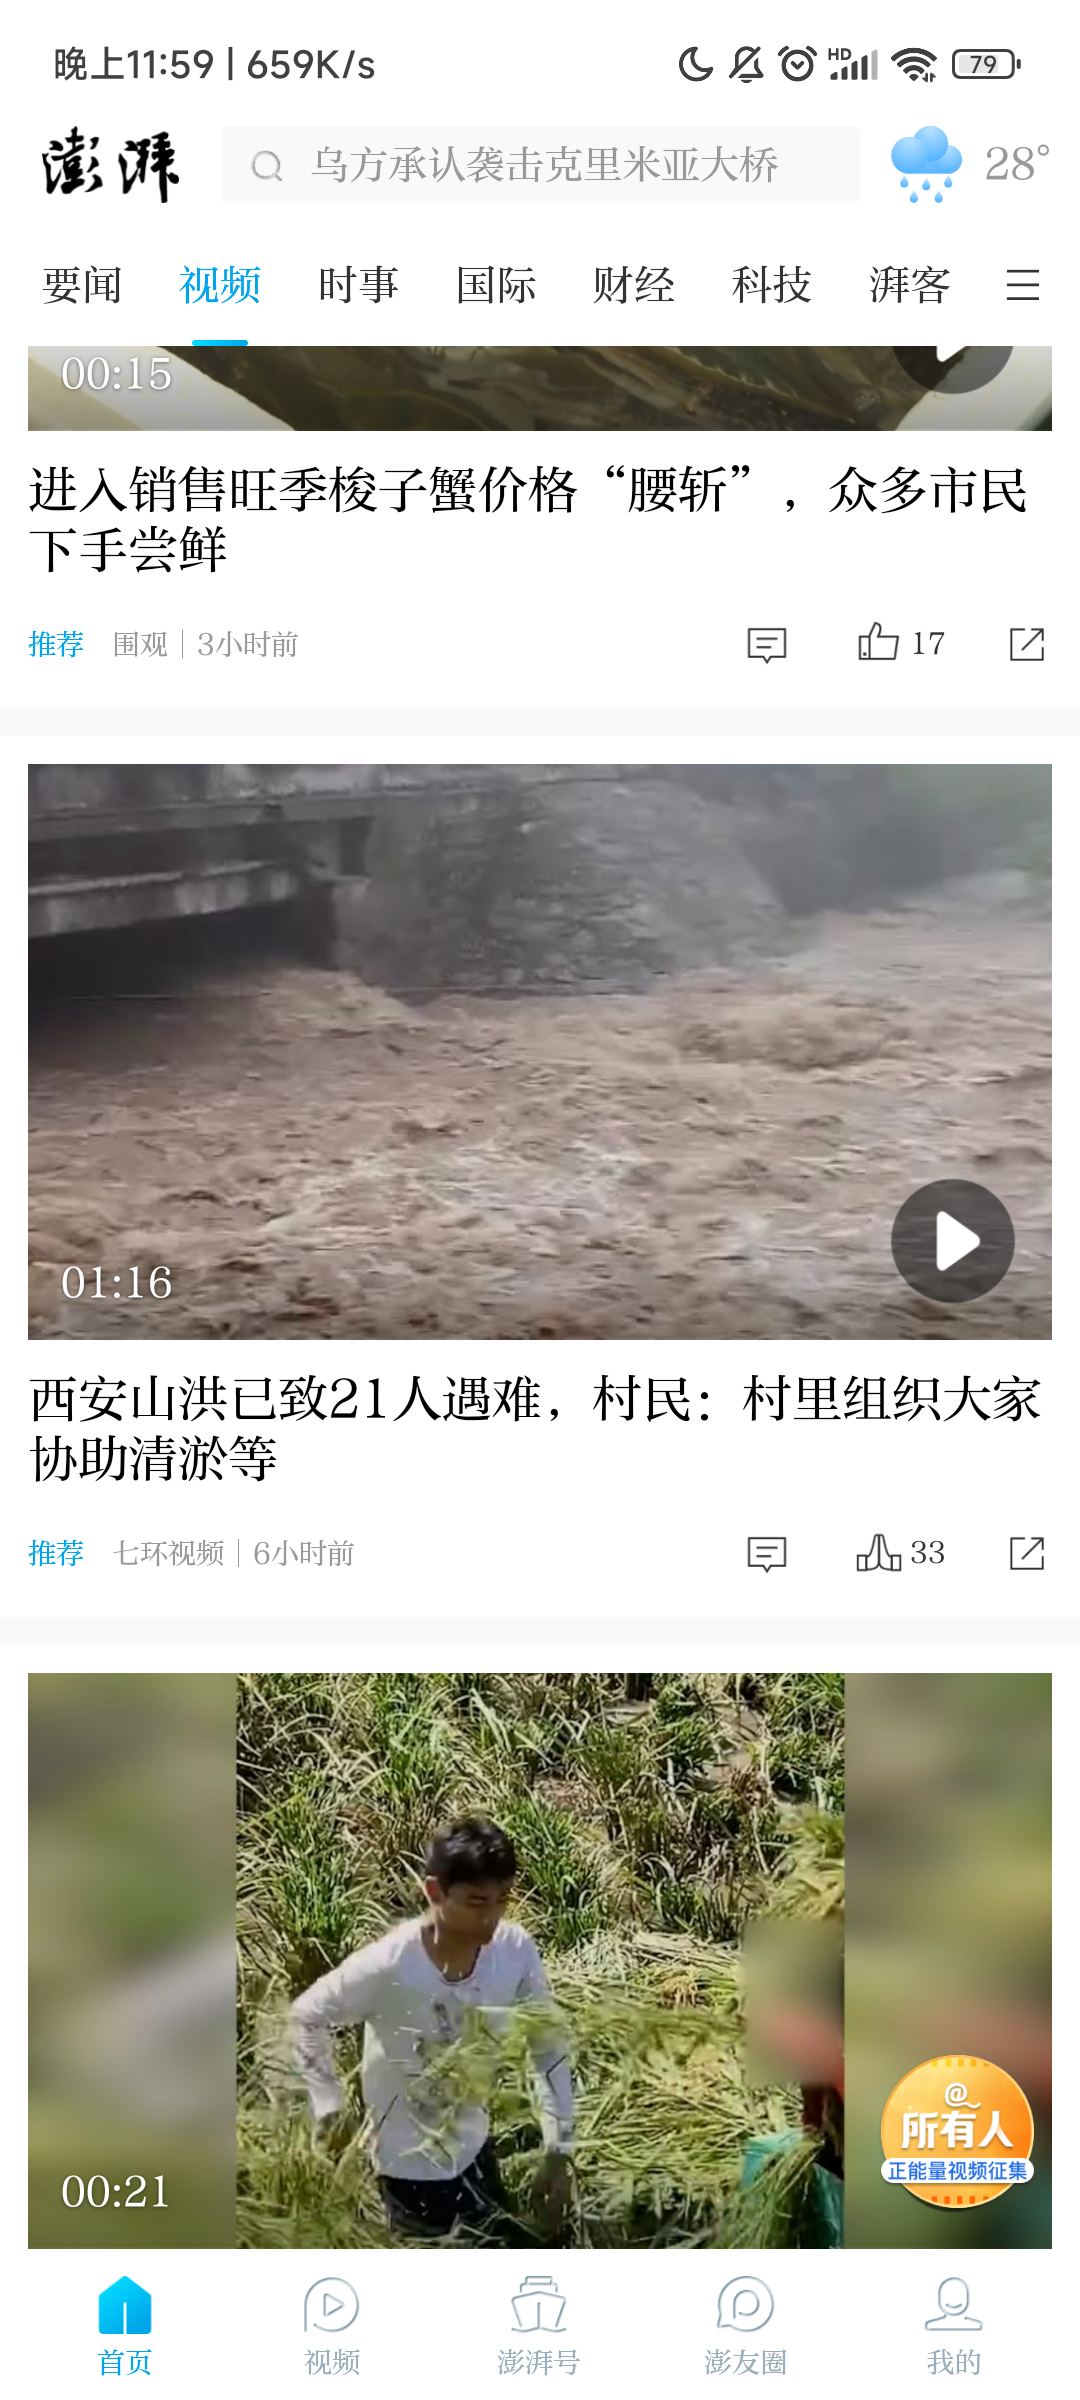 晚上11:59 | 659K/s
HD
79
澎湃
乌方承认袭击克里米亚大桥
28°
要闻 视频 时事 国际 财经 科技 湃客
00:15
进入销售旺季梭子蟹价格“腰斩”，众多市民
下手尝鲜
推荐 围观 | 3小时前 17
01:16
西安山洪已致21人遇难，村民：村里组织大家
协助清淤等
推荐 七环视频 | 6小时前 33
@
所有人
正能量视频征集
00:21
首页 视频 澎湃号 澎友圈 我的